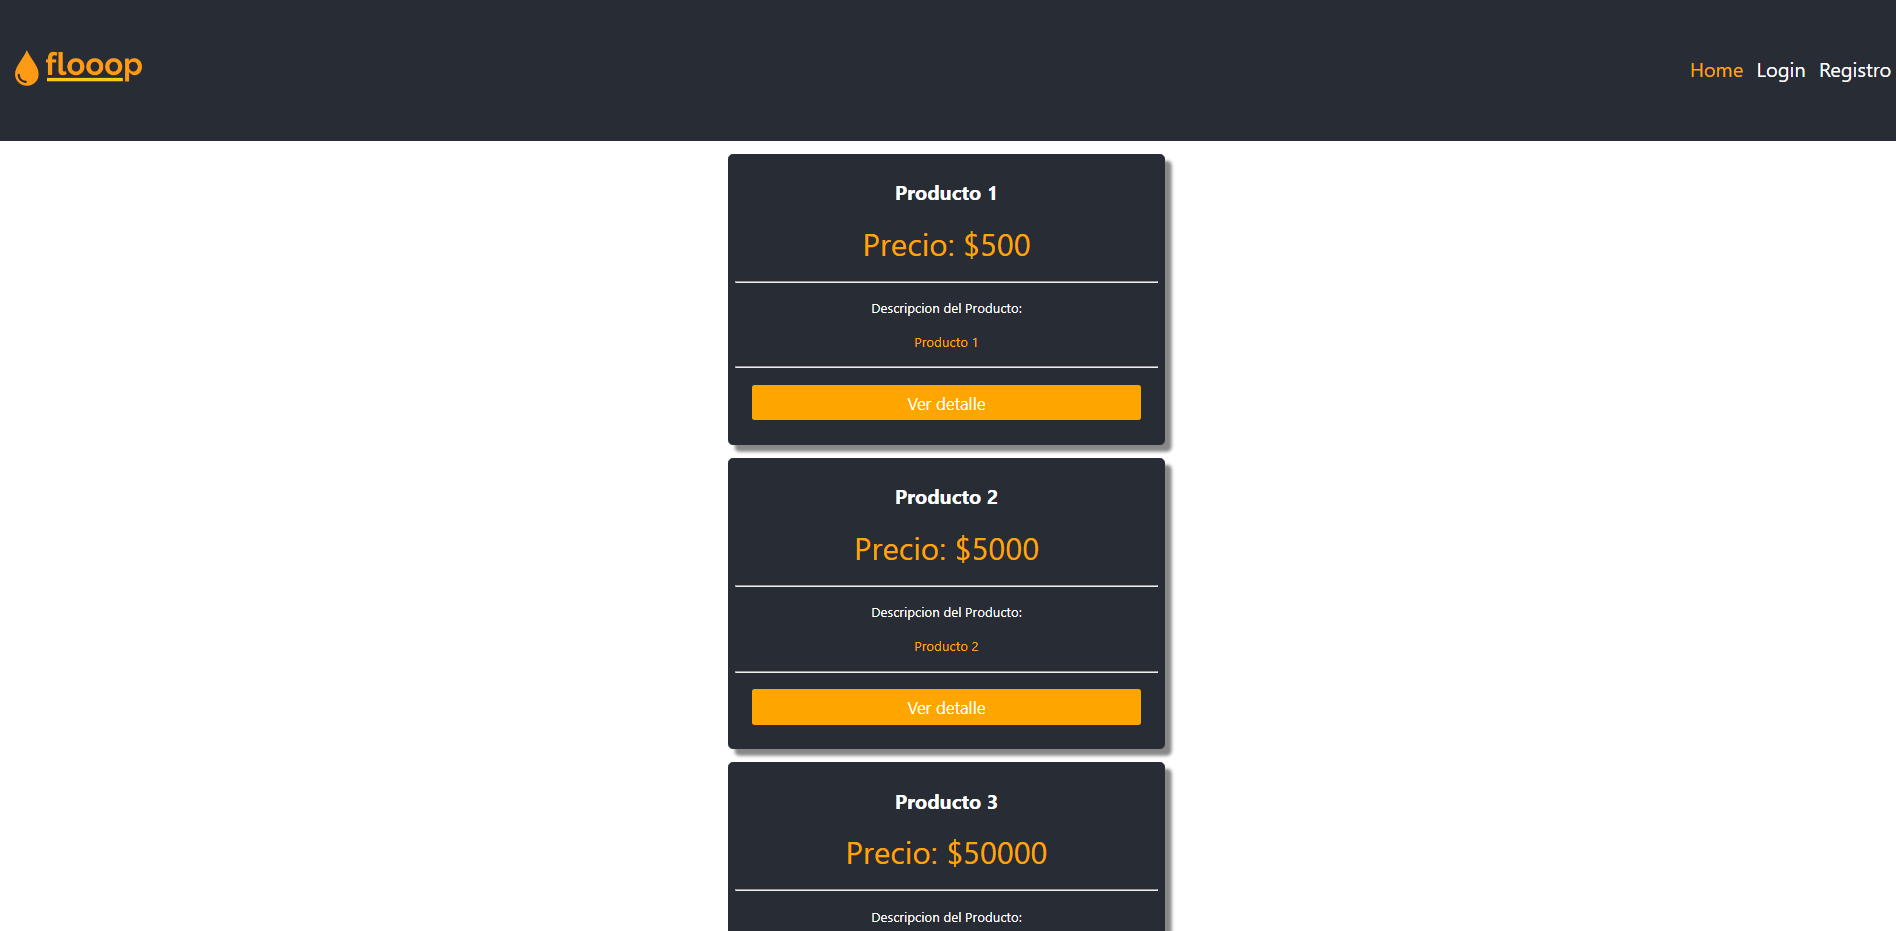 flooop
Home Login Registro
Producto 1
Precio: $500
Descripcion del Producto:
Producto 1
Ver detalle
Producto 2
Precio: $5000
Descripcion del Producto:
Producto 2
Ver detalle
Producto 3
Precio: $50000
Descripcion del Producto: